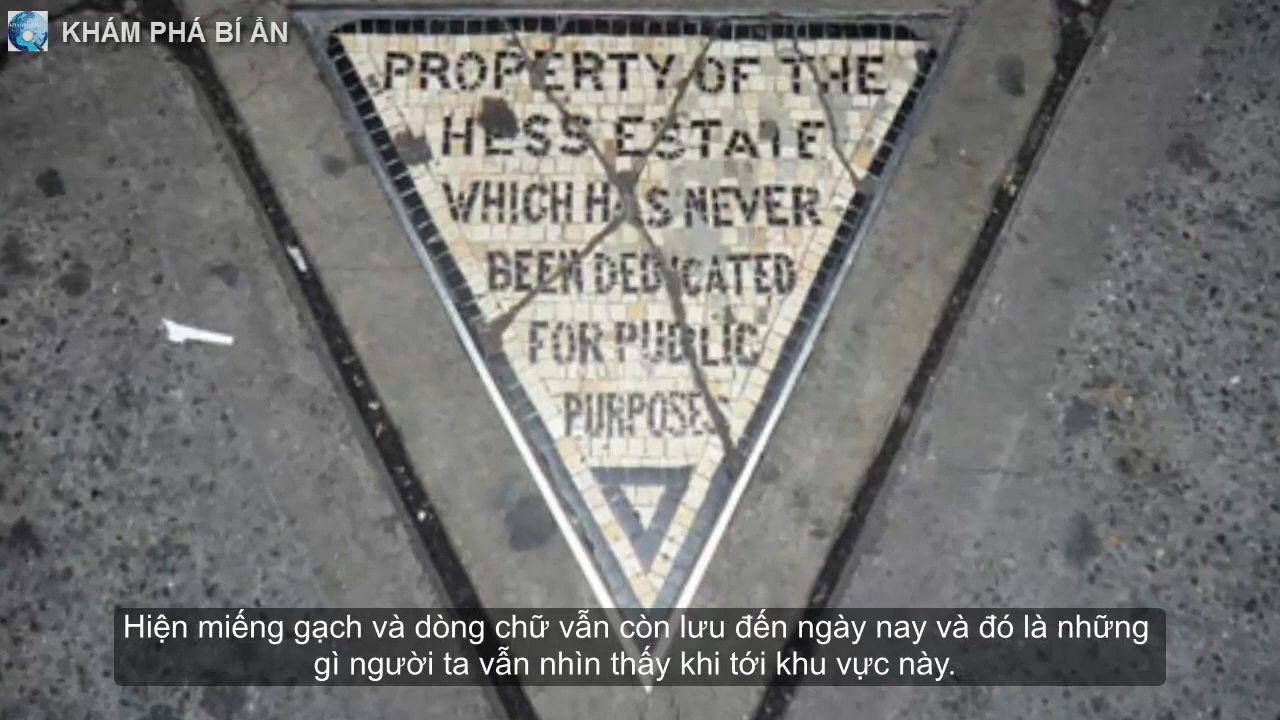 KHÁM PHÁ BÍ ẨN
PROPERTY OF THE
HESS ESTATE
WHICH HAS NEVER
BEEN DEDICATED
FOR PUBLIC
PURPOSES
Hiện miếng gạch và dòng chữ vẫn còn lưu đến ngày nay và đó là những
gì người ta vẫn nhìn thấy khi tới khu vực này.